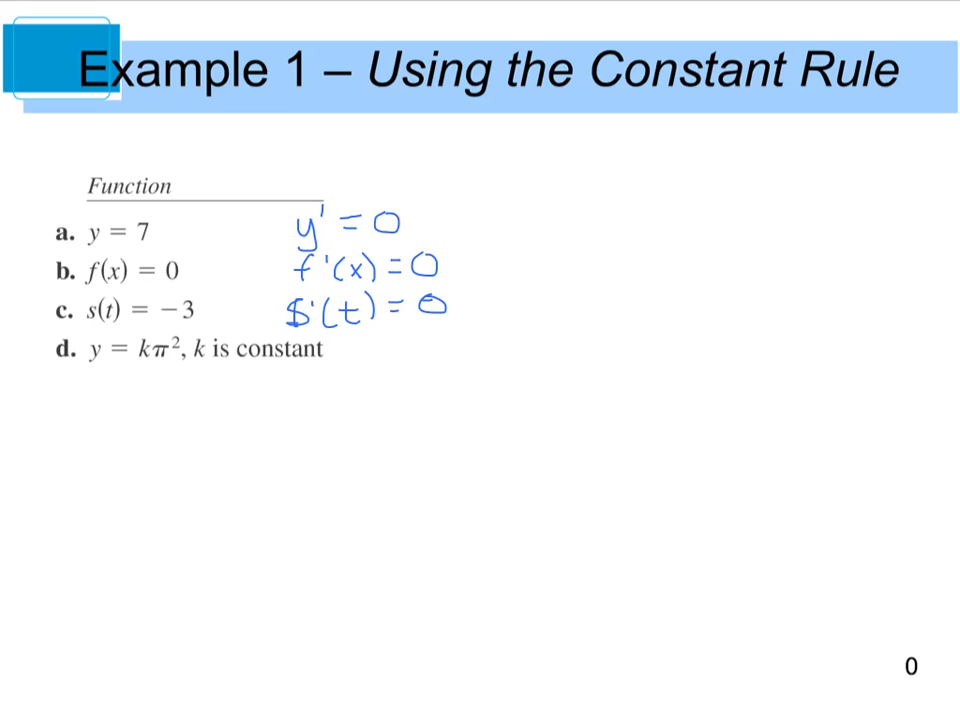 Example 1 – Using the Constant Rule
Function
a. y = 7 y' = 0
b. f(x) = 0 f'(x) = 0
c. s(t) = −3 s'(t) = 0
d. y = kπ², k is constant
0